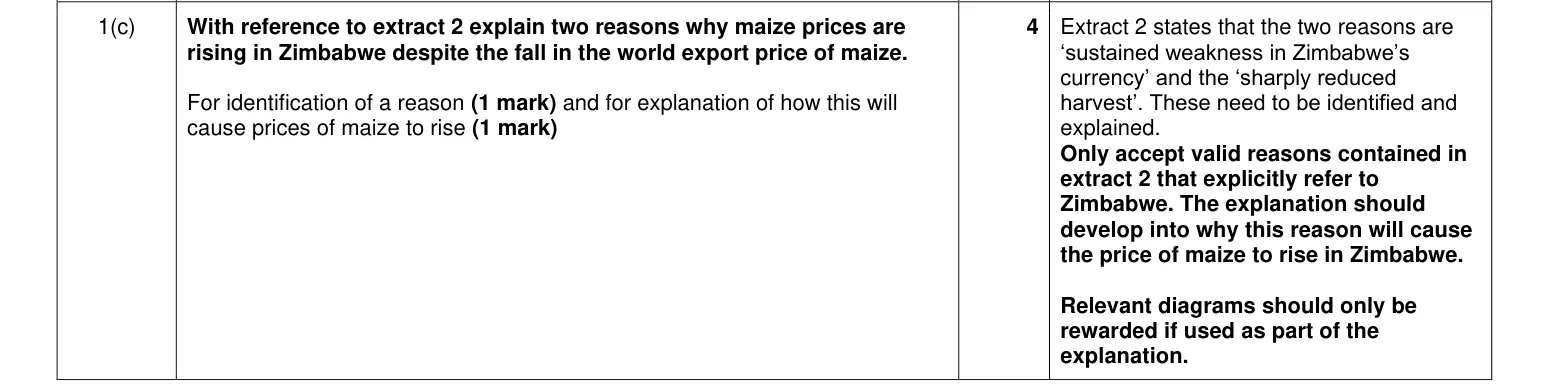 1(c)
With reference to extract 2 explain two reasons why maize prices are
rising in Zimbabwe despite the fall in the world export price of maize.
For identification of a reason (1 mark) and for explanation of how this will
cause prices of maize to rise (1 mark)
4
Extract 2 states that the two reasons are
‘sustained weakness in Zimbabwe’s
currency’ and the ‘sharply reduced
harvest’. These need to be identified and
explained.
Only accept valid reasons contained in
extract 2 that explicitly refer to
Zimbabwe. The explanation should
develop into why this reason will cause
the price of maize to rise in Zimbabwe.
Relevant diagrams should only be
rewarded if used as part of the
explanation.